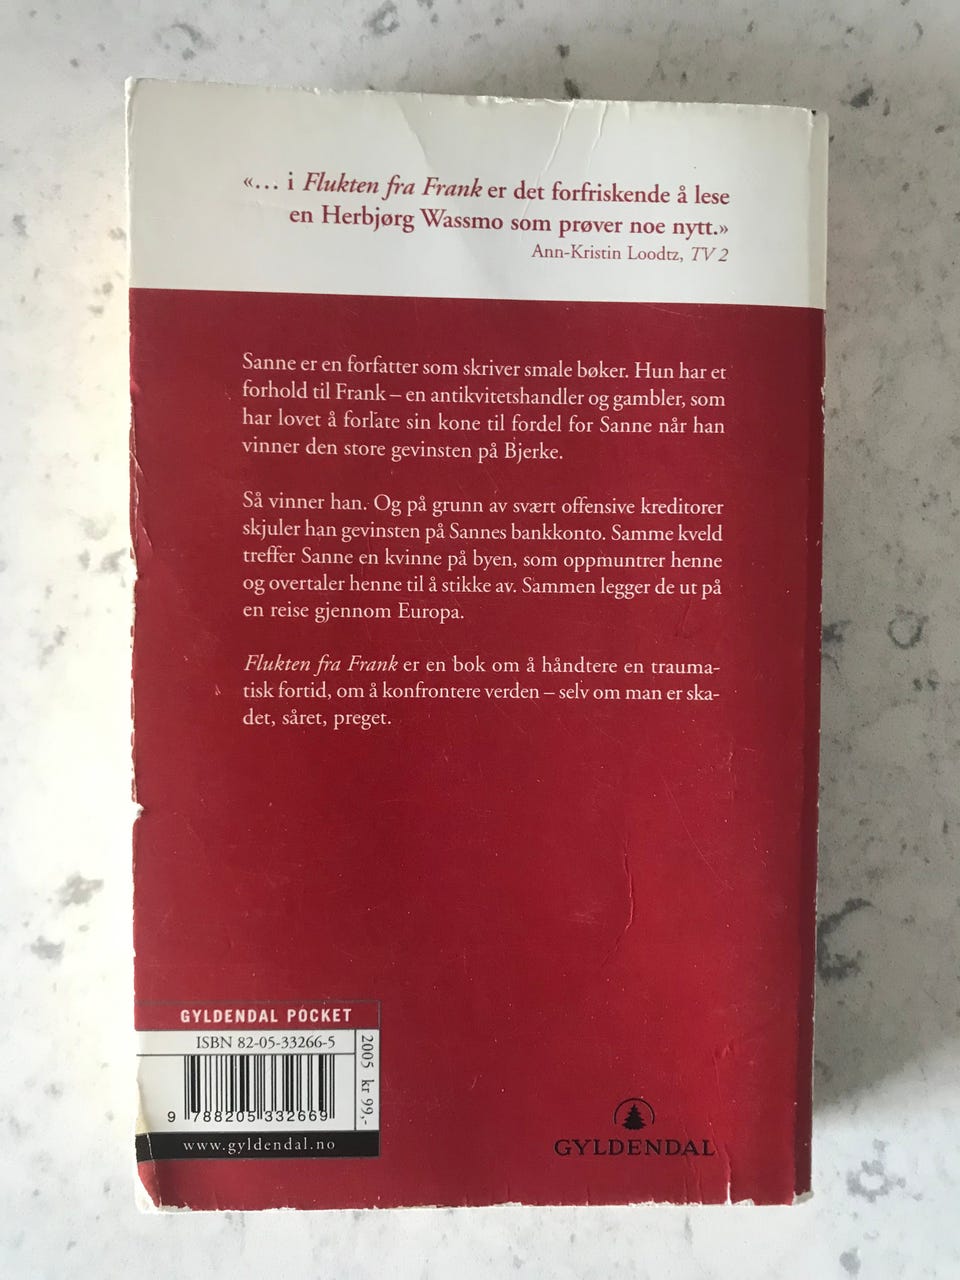 «… i Flukten fra Frank er det forfriskende å lese
en Herbjørg Wassmo som prøver noe nytt.»
Ann-Kristin Loodtz, TV 2
Sanne er en forfatter som skriver smale bøker. Hun har et
forhold til Frank – en antikvitetshandler og gambler, som
har lovet å forlate sin kone til fordel for Sanne når han
vinner den store gevinsten på Bjerke.
Så vinner han. Og på grunn av svært offensive kreditorer
skjuler han gevinsten på Sannes bankkonto. Samme kveld
treffer Sanne en kvinne på byen, som oppmuntrer henne
og overtaler henne til å stikke av. Sammen legger de ut på
en reise gjennom Europa.
Flukten fra Frank er en bok om å håndtere en trauma-
tisk fortid, om å konfrontere verden – selv om man er ska-
det, såret, preget.
GYLDENDAL POCKET
ISBN 82-05-33266-5
2005 kr 99,-
9 788205 332669
www.gyldendal.no
GYLDENDAL